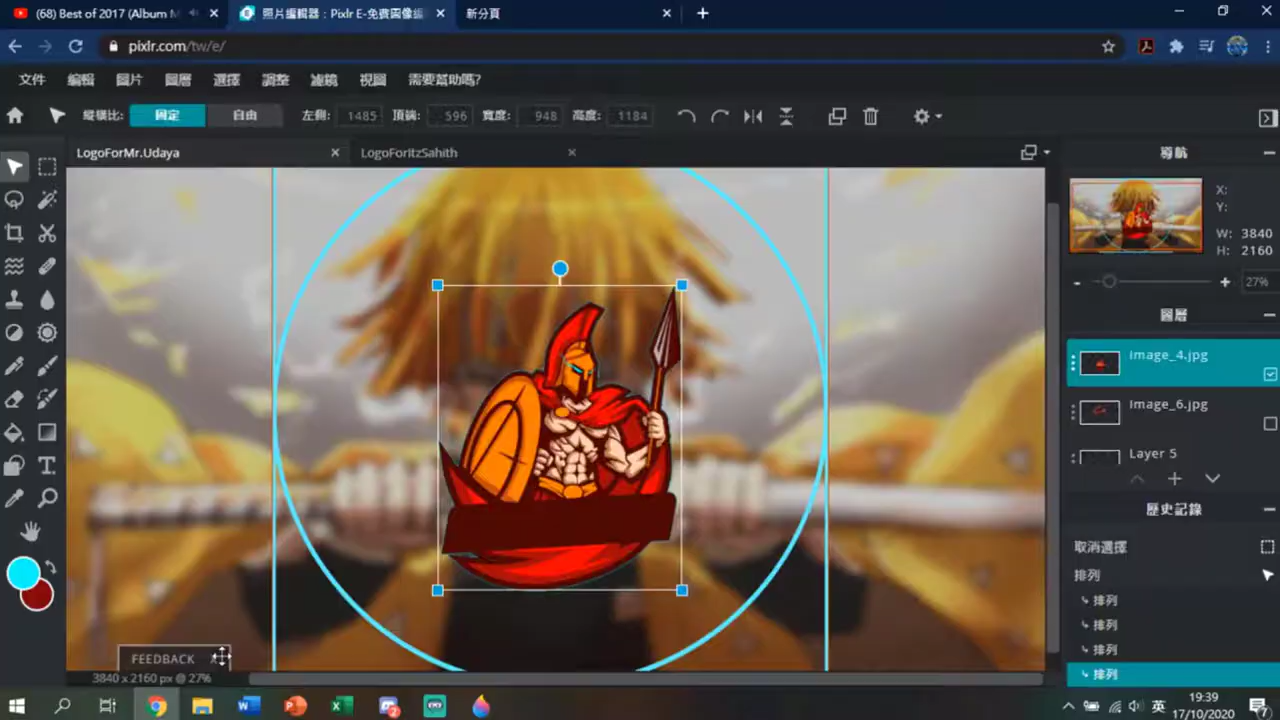 (68) Best of 2017 (Album M
照片編輯器：Pixlr E-免費圖像編
新分頁
pixlr.com/tw/e/
文件 編輯 圖片 圖層 選擇 調整 濾鏡 視圖 需要幫助嗎?
縱橫比: 固定 自由 左側: 1485 頂端: 596 寬度: 948 高度: 1184
LogoForMr.Udaya
LogoForItzSahith
導航
X:
Y:
W: 3840
H: 2160
27%
圖層
image_4.jpg
image_6.jpg
Layer 5
歷史記錄
取消選擇
排列
排列
排列
排列
排列
FEEDBACK
3840 x 2160 px @ 27%
英
19:39
17/10/2020